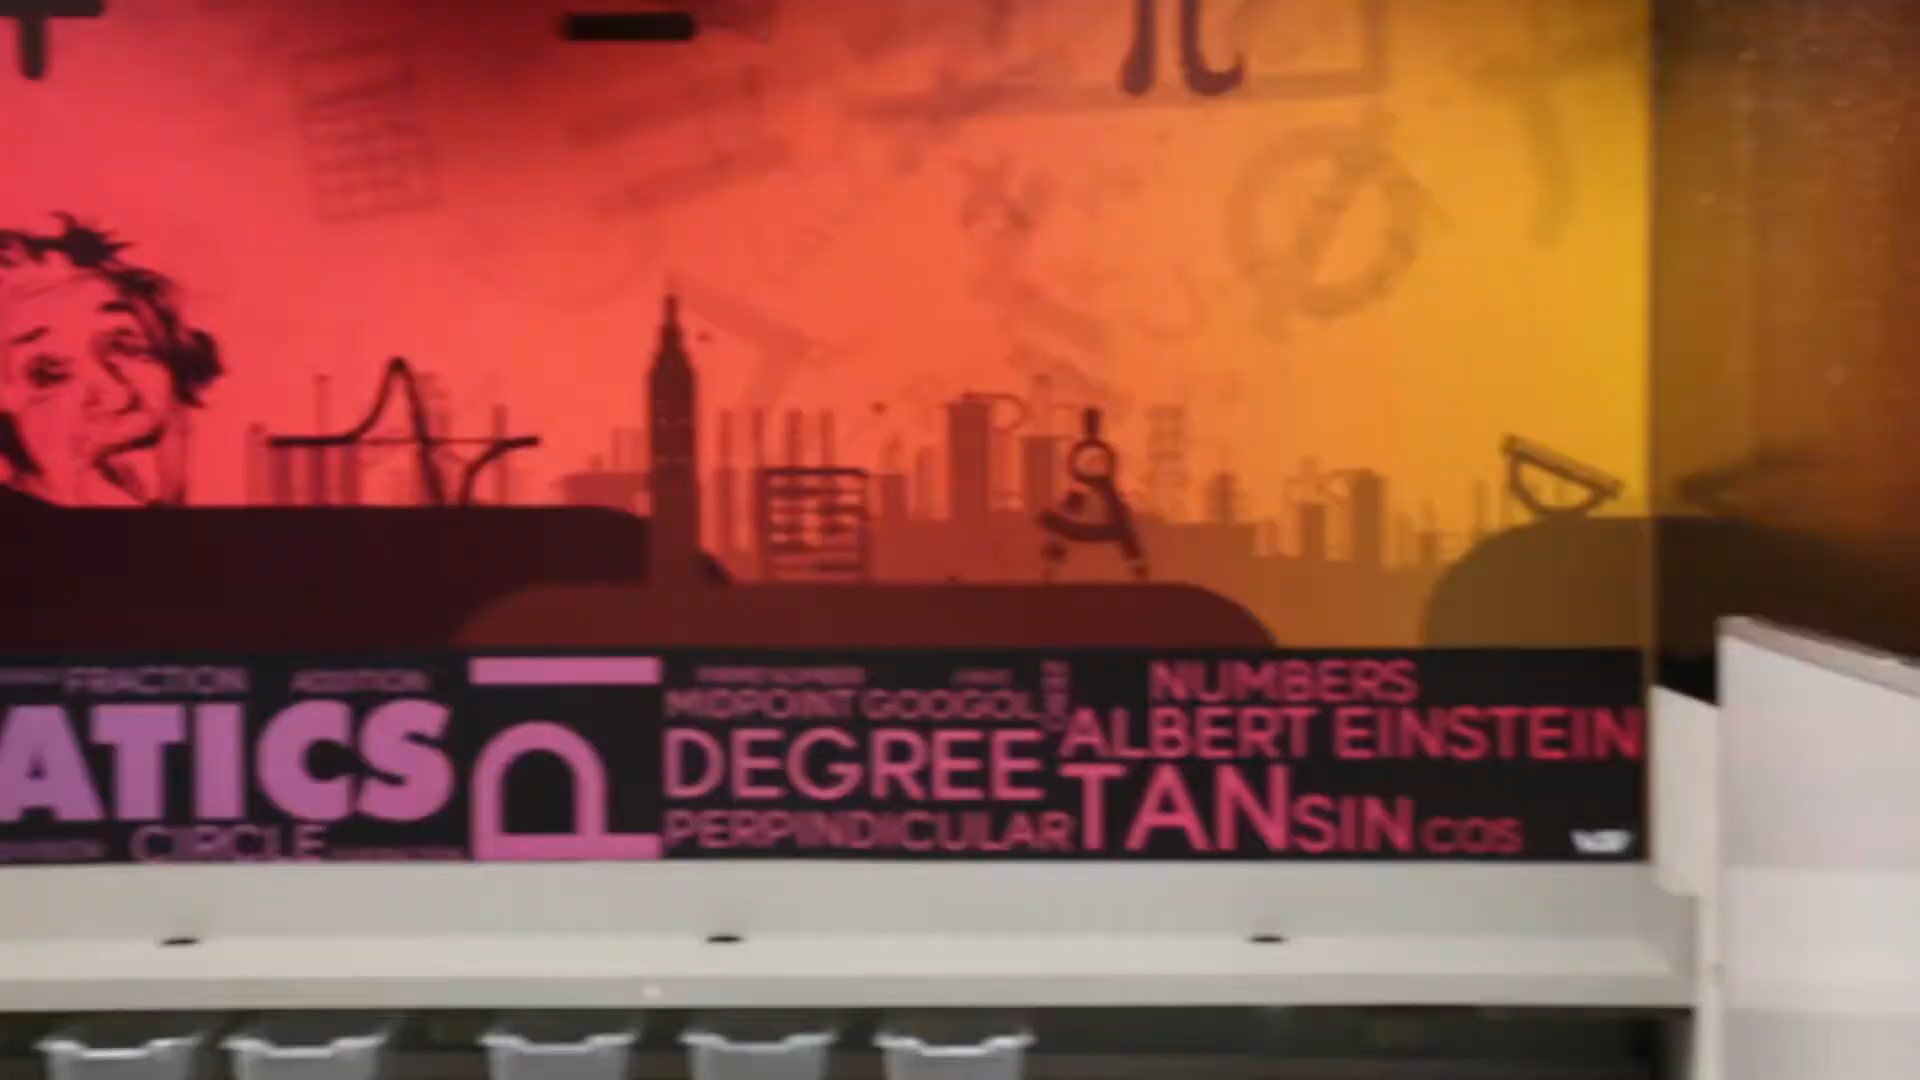 π
FRACTION ADDITION
ATICS
CIRCLE
MIDPOINT GOOGOL
DEGREE
PERPINDICULAR
NUMBERS
ALBERT EINSTEIN
TAN SIN COS